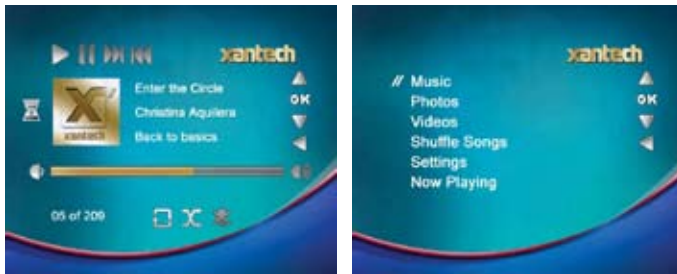 xantech
Enter the Circle
OK
Christina Aquilera
X
xantech
Back to basics
05 of 209
xantech
// Music
Photos
OK
Videos
Shuffle Songs
Settings
Now Playing